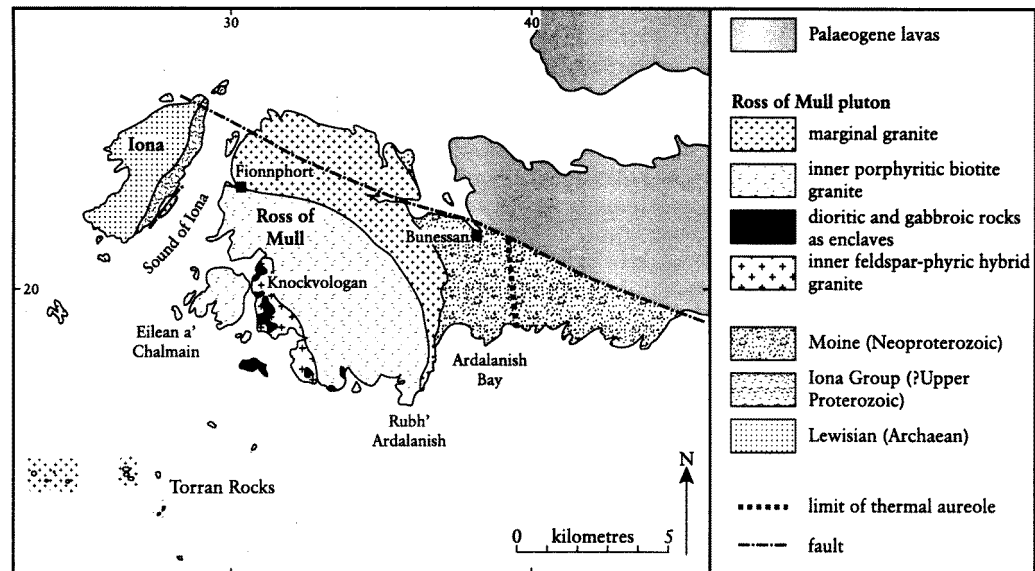 30
40
20
Iona
Fionnphort
Sound of Iona
Ross of
Mull
Bunessan
Knockvologan
Eilean a'
Chalmain
Ardalanish
Bay
Rubh'
Ardalanish
Torran Rocks
N
0 kilometres 5
Palaeogene lavas
Ross of Mull pluton
marginal granite
inner porphyritic biotite
granite
dioritic and gabbroic rocks
as enclaves
inner feldspar-phyric hybrid
granite
Moine (Neoproterozoic)
Iona Group (?Upper
Proterozoic)
Lewisian (Archaean)
limit of thermal aureole
fault